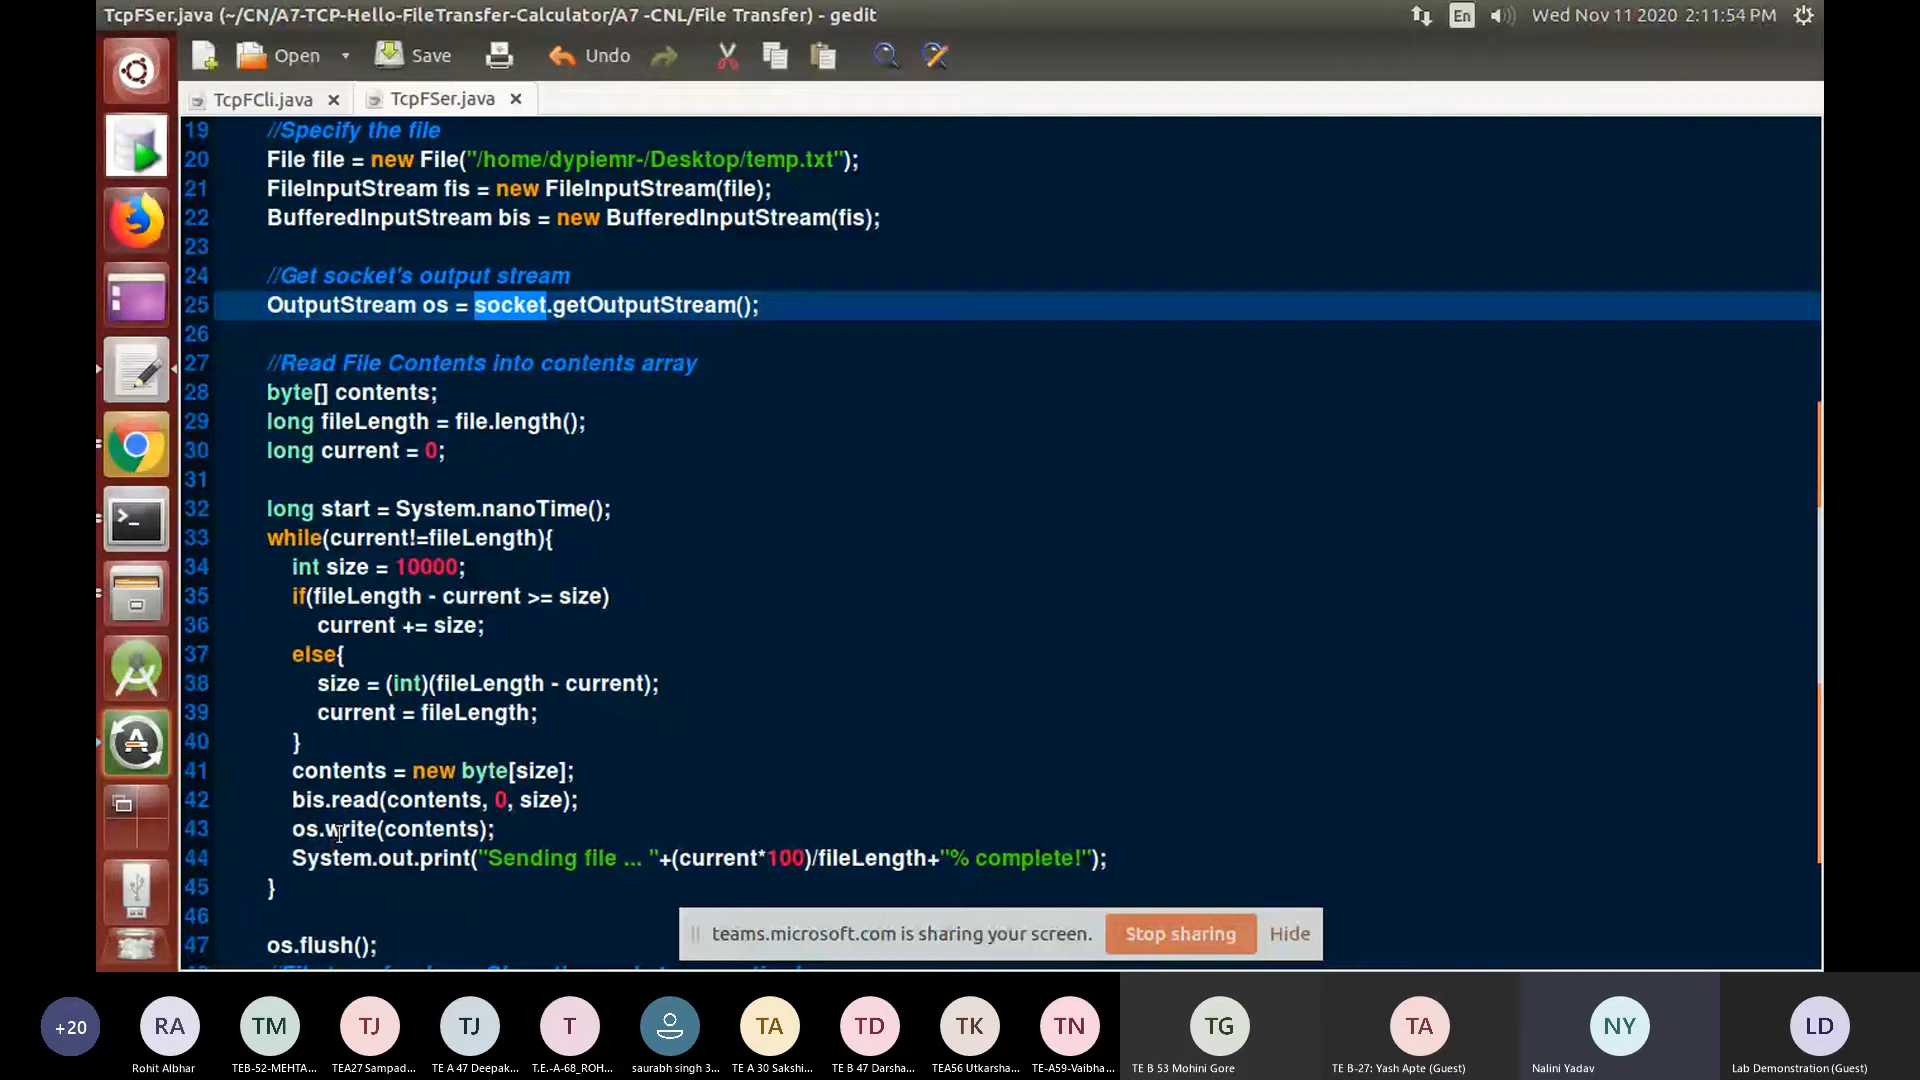 TcpFSer.java (~/CN/A7-TCP-Hello-FileTransfer-Calculator/A7 -CNL/File Transfer) - gedit
En
Wed Nov 11 2020 2:11:54 PM
Open
Save
Undo
TcpFCli.java
TcpFSer.java
19 //Specify the file
20 File file = new File("/home/dypiemr-/Desktop/temp.txt");
21 FileInputStream fis = new FileInputStream(file);
22 BufferedInputStream bis = new BufferedInputStream(fis);
23
24 //Get socket's output stream
25 OutputStream os = socket.getOutputStream();
26
27 //Read File Contents into contents array
28 byte[] contents;
29 long fileLength = file.length();
30 long current = 0;
31
32 long start = System.nanoTime();
33 while(current!=fileLength){
34 int size = 10000;
35 if(fileLength - current >= size)
36 current += size;
37 else{
38 size = (int)(fileLength - current);
39 current = fileLength;
40 }
41 contents = new byte[size];
42 bis.read(contents, 0, size);
43 os.write(contents);
44 System.out.print("Sending file ... "+(current*100)/fileLength+"% complete!");
45 }
46
47 os.flush();
teams.microsoft.com is sharing your screen.
Stop sharing
Hide
+20
RA
TM
TJ
TJ
T
TA
TD
TK
TN
TG
TA
NY
LD
Rohit Albhar
TEB-52-MEHTA...
TEA27 Sampad...
TE A 47 Deepak...
T.E.-A-68_ROH...
saurabh singh 3...
TE A 30 Sakshi...
TE B 47 Darsha...
TEA56 Utkarsha...
TE-A59-Vaibha...
TE B 53 Mohini Gore
TE B-27: Yash Apte (Guest)
Nalini Yadav
Lab Demonstration (Guest)